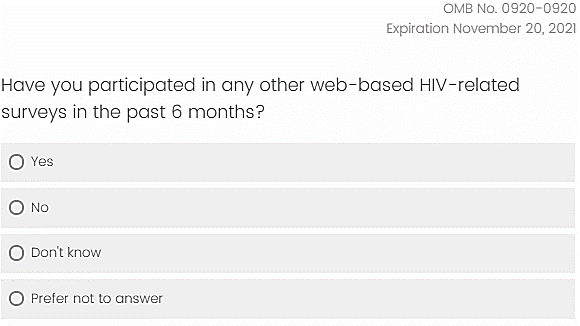 OMB No. 0920-0920
Expiration November 20, 2021
Have you participated in any other web-based HIV-related
surveys in the past 6 months?
Yes
No
Don't know
Prefer not to answer